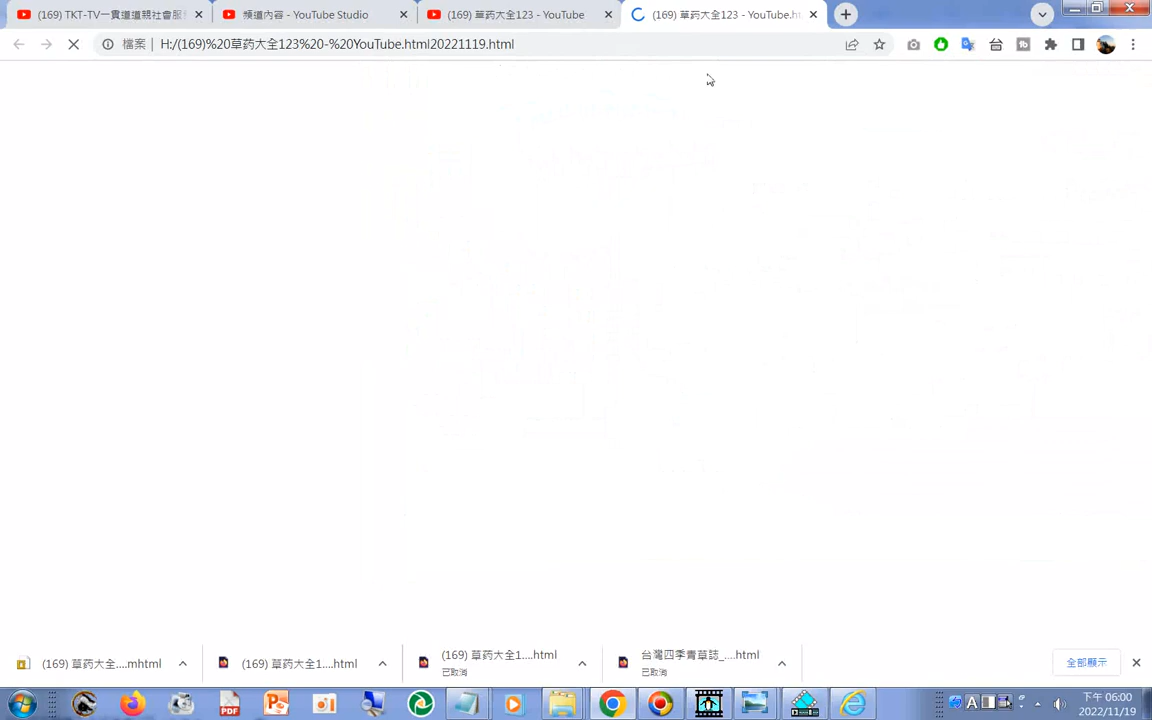 (169) TKT-TV一貫道道親社會服
頻道內容 - YouTube Studio
(169) 草药大全123 - YouTube
(169) 草药大全123 - YouTube.h
檔案
H:/(169)%20草药大全123%20-%20YouTube.html20221119.html
(169) 草药大全....mhtml
(169) 草药大全1....html
(169) 草药大全1....html
已取消
台灣四季青草誌_....html
已取消
全部顯示
PDF
A
下午 06:00
2022/11/19